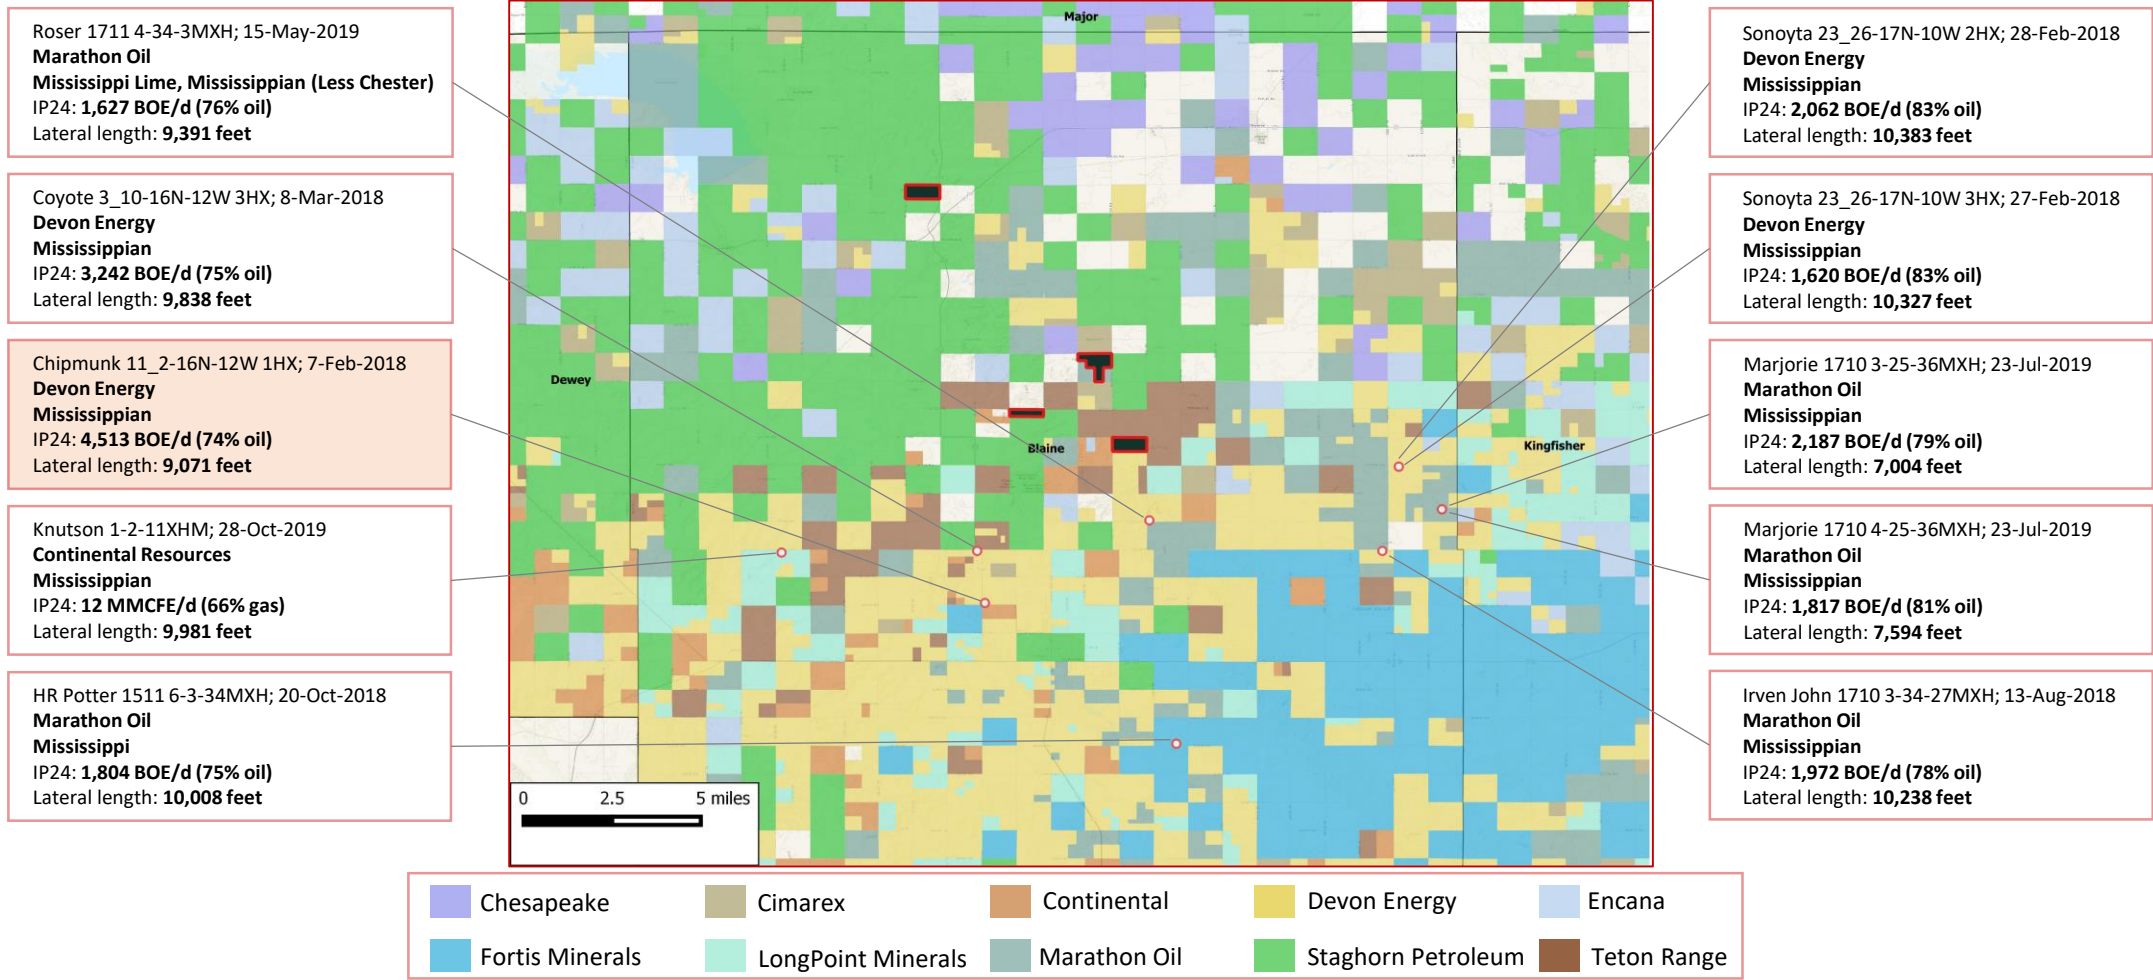 Roser 1711 4-34-3MXH; 15-May-2019
Marathon Oil
Mississippi Lime, Mississippian (Less Chester)
IP24: 1,627 BOE/d (76% oil)
Lateral length: 9,391 feet
Coyote 3_10-16N-12W 3HX; 8-Mar-2018
Devon Energy
Mississippian
IP24: 3,242 BOE/d (75% oil)
Lateral length: 9,838 feet
Chipmunk 11_2-16N-12W 1HX; 7-Feb-2018
Devon Energy
Mississippian
IP24: 4,513 BOE/d (74% oil)
Lateral length: 9,071 feet
Knutson 1-2-11XHM; 28-Oct-2019
Continental Resources
Mississippian
IP24: 12 MMCFE/d (66% gas)
Lateral length: 9,981 feet
HR Potter 1511 6-3-34MXH; 20-Oct-2018
Marathon Oil
Mississippi
IP24: 1,804 BOE/d (75% oil)
Lateral length: 10,008 feet
Major
Dewey
Blaine
Kingfisher
0 2.5 5 miles
Sonoyta 23_26-17N-10W 2HX; 28-Feb-2018
Devon Energy
Mississippian
IP24: 2,062 BOE/d (83% oil)
Lateral length: 10,383 feet
Sonoyta 23_26-17N-10W 3HX; 27-Feb-2018
Devon Energy
Mississippian
IP24: 1,620 BOE/d (83% oil)
Lateral length: 10,327 feet
Marjorie 1710 3-25-36MXH; 23-Jul-2019
Marathon Oil
Mississippian
IP24: 2,187 BOE/d (79% oil)
Lateral length: 7,004 feet
Marjorie 1710 4-25-36MXH; 23-Jul-2019
Marathon Oil
Mississippian
IP24: 1,817 BOE/d (81% oil)
Lateral length: 7,594 feet
Irven John 1710 3-34-27MXH; 13-Aug-2018
Marathon Oil
Mississippian
IP24: 1,972 BOE/d (78% oil)
Lateral length: 10,238 feet
Chesapeake Cimarex Continental Devon Energy Encana
Fortis Minerals LongPoint Minerals Marathon Oil Staghorn Petroleum Teton Range